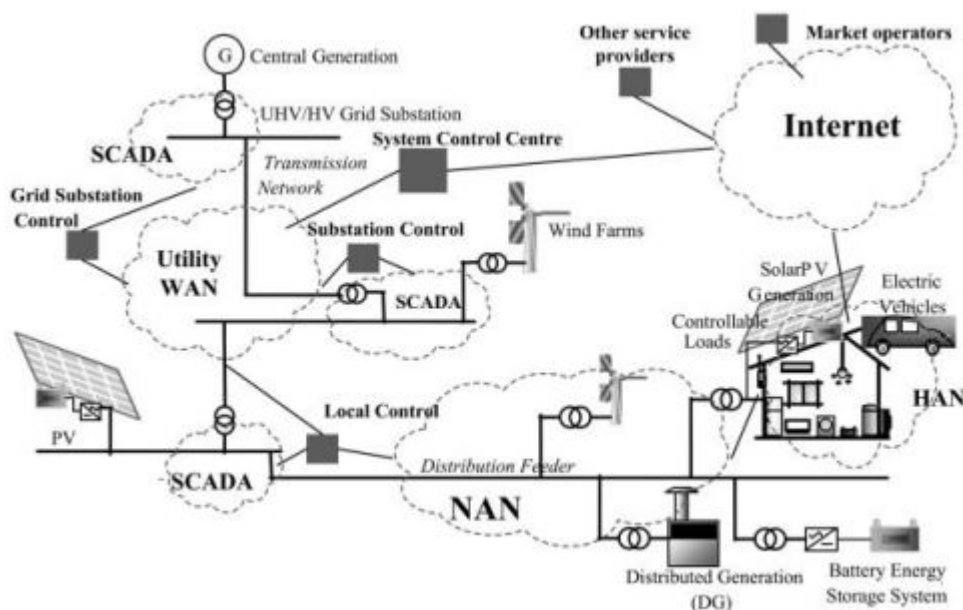 G
Central Generation
UHV/HV Grid Substation
SCADA
Transmission
Network
System Control Centre
Other service
providers
Market operators
Internet
Grid Substation
Control
Utility
WAN
Substation Control
SCADA
Wind Farms
SolarPV
Generation
Electric
Vehicles
Controllable
Loads
HAN
PV
Local Control
SCADA
Distribution Feeder
NAN
Distributed Generation
(DG)
Battery Energy
Storage System